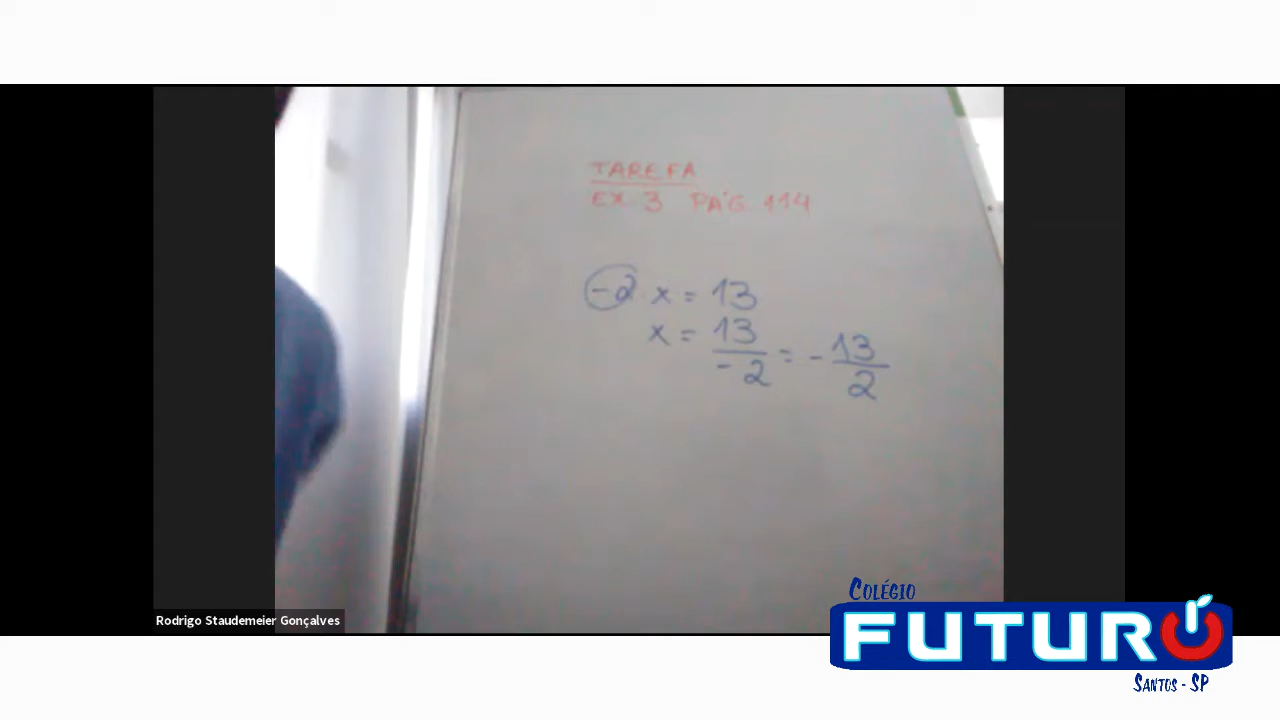 TAREFA
EX. 3 PÁG. 114
-2 x = 13
x = 13/-2 = - 13/2
Rodrigo Staudemeier Gonçalves
COLÉGIO
FUTURO
SANTOS - SP